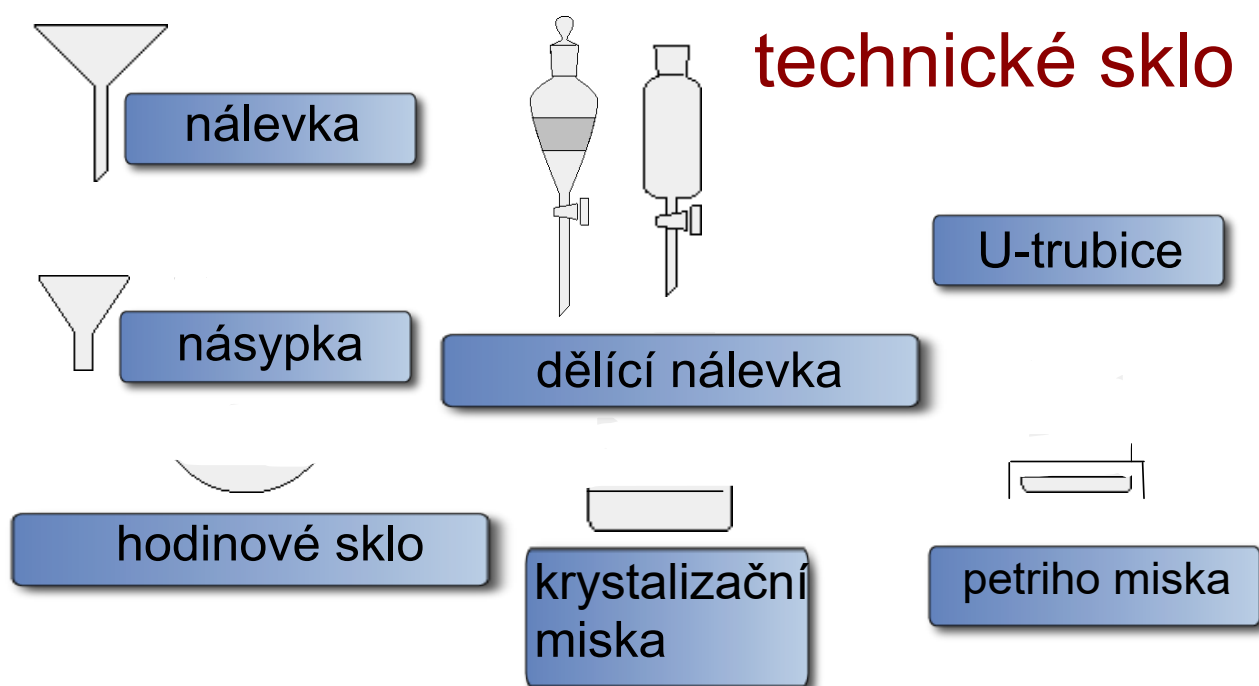 technické sklo
nálevka
U-trubice
násypka
dělící nálevka
hodinové sklo
krystalizační
miska
petriho miska